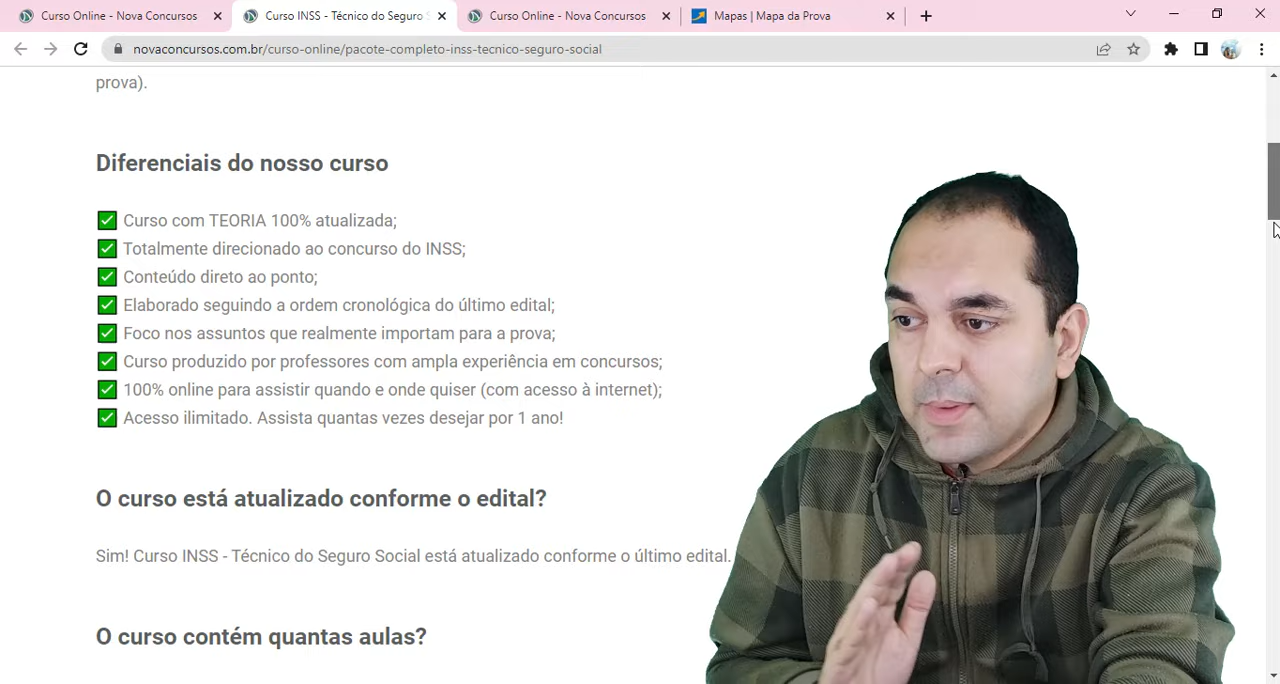 Curso Online - Nova Concursos
Curso INSS - Técnico do Seguro S
Curso Online - Nova Concursos
Mapas | Mapa da Prova
novaconcursos.com.br/curso-online/pacote-completo-inss-tecnico-seguro-social
prova).
Diferenciais do nosso curso
Curso com TEORIA 100% atualizada;
Totalmente direcionado ao concurso do INSS;
Conteúdo direto ao ponto;
Elaborado seguindo a ordem cronológica do último edital;
Foco nos assuntos que realmente importam para a prova;
Curso produzido por professores com ampla experiência em concursos;
100% online para assistir quando e onde quiser (com acesso à internet);
Acesso ilimitado. Assista quantas vezes desejar por 1 ano!
O curso está atualizado conforme o edital?
Sim! Curso INSS - Técnico do Seguro Social está atualizado conforme o último edital.
O curso contém quantas aulas?